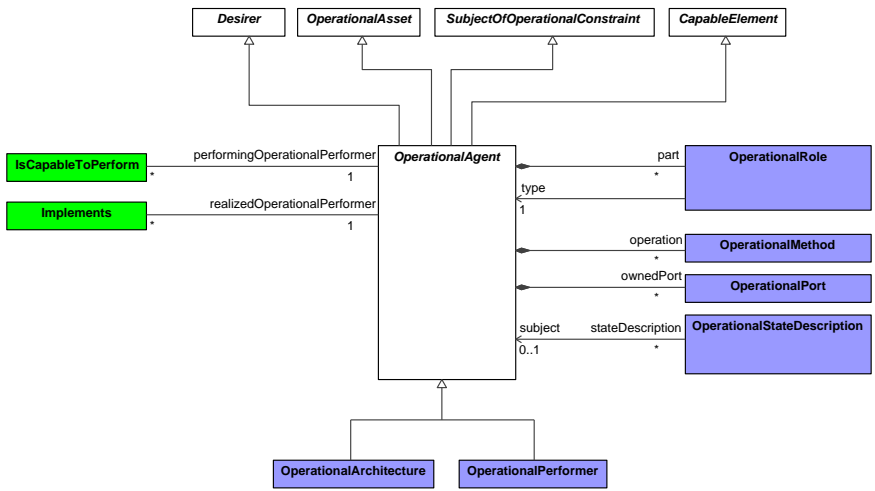 Desirer
OperationalAsset
SubjectOfOperationalConstraint
CapableElement
IsCapableToPerform
performingOperationalPerformer
*
1
OperationalAgent
part
*
OperationalRole
type
1
Implements
realizedOperationalPerformer
*
1
operation
*
OperationalMethod
ownedPort
*
OperationalPort
subject
0..1
stateDescription
*
OperationalStateDescription
OperationalArchitecture
OperationalPerformer